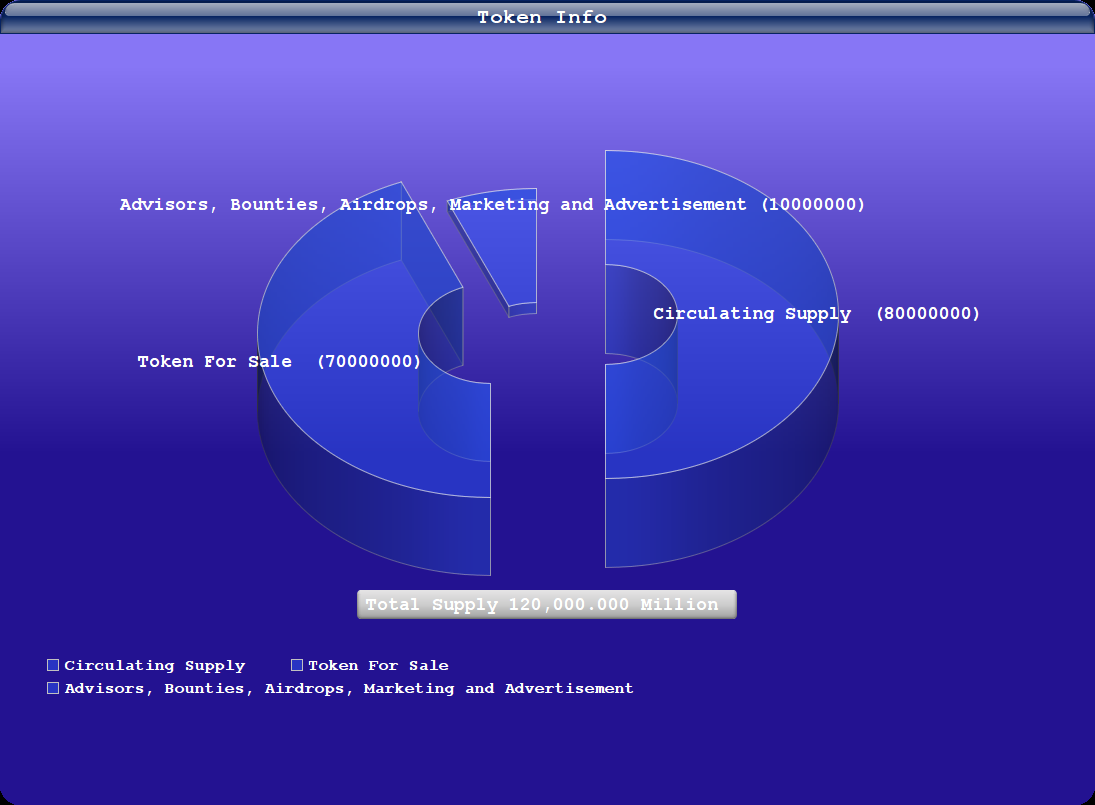 Token Info
Advisors, Bounties, Airdrops, Marketing and Advertisement (10000000)
Circulating Supply (80000000)
Token For Sale (70000000)
Total Supply 120,000.000 Million
Circulating Supply Token For Sale
Advisors, Bounties, Airdrops, Marketing and Advertisement